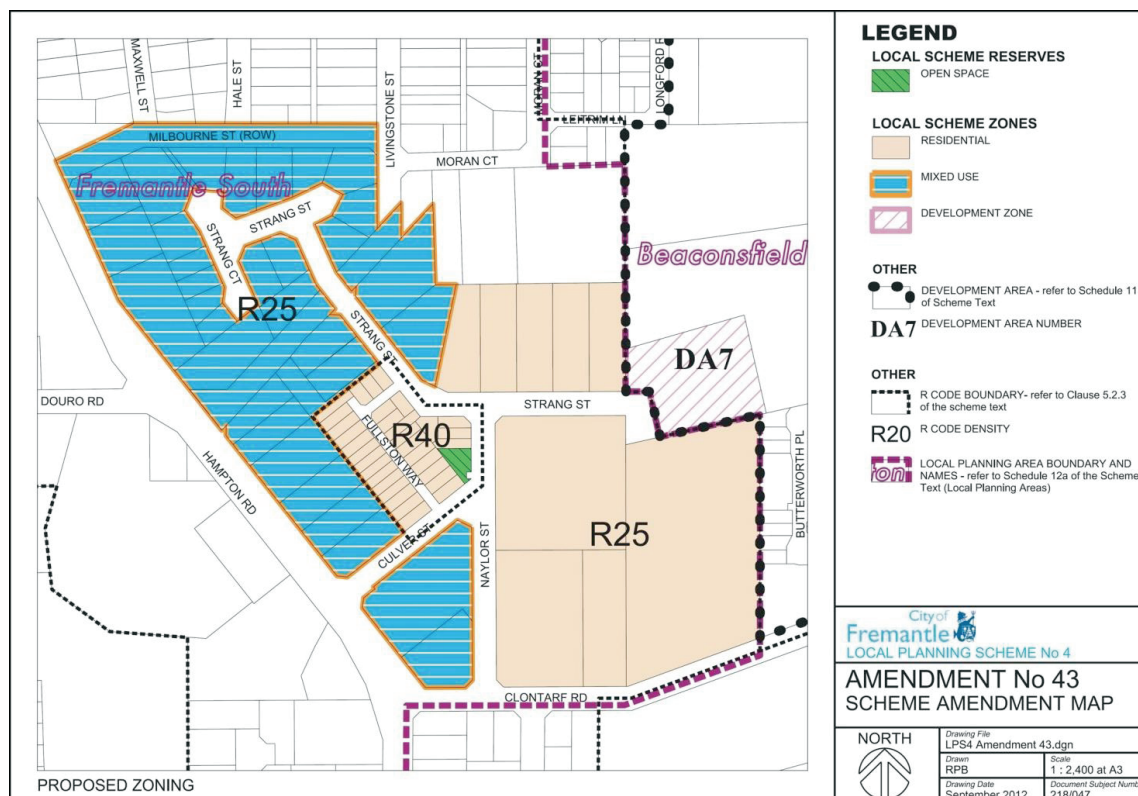 MAXWELL ST
HALE ST
LIVINGSTONE ST
MORAN CT
LONGFORD R
LEITRIM LN
MILBOURNE ST (ROW)
MORAN CT
Fremantle South
STRANG ST
STRANG CT
Beaconsfield
R25
STRANG ST
DA7
DOURO RD
STRANG ST
R40
FULLSTON WAY
HAMPTON RD
BUTTERWORTH PL
CULVER ST
NAYLOR ST
R25
CLONTARF RD
PROPOSED ZONING
LEGEND
LOCAL SCHEME RESERVES
OPEN SPACE
LOCAL SCHEME ZONES
RESIDENTIAL
MIXED USE
DEVELOPMENT ZONE
OTHER
DEVELOPMENT AREA - refer to Schedule 11
of Scheme Text
DA7 DEVELOPMENT AREA NUMBER
OTHER
R CODE BOUNDARY- refer to Clause 5.2.3
of the scheme text
R20 R CODE DENSITY
ton
LOCAL PLANNING AREA BOUNDARY AND
NAMES - refer to Schedule 12a of the Scheme
Text (Local Planning Areas)
City of
Fremantle
LOCAL PLANNING SCHEME No 4
AMENDMENT No 43
SCHEME AMENDMENT MAP
NORTH
Drawing File
LPS4 Amendment 43.dgn
Drawn
RPB
Scale
1 : 2,400 at A3
Drawing Date
September 2012
Document Subject Numb
218/047